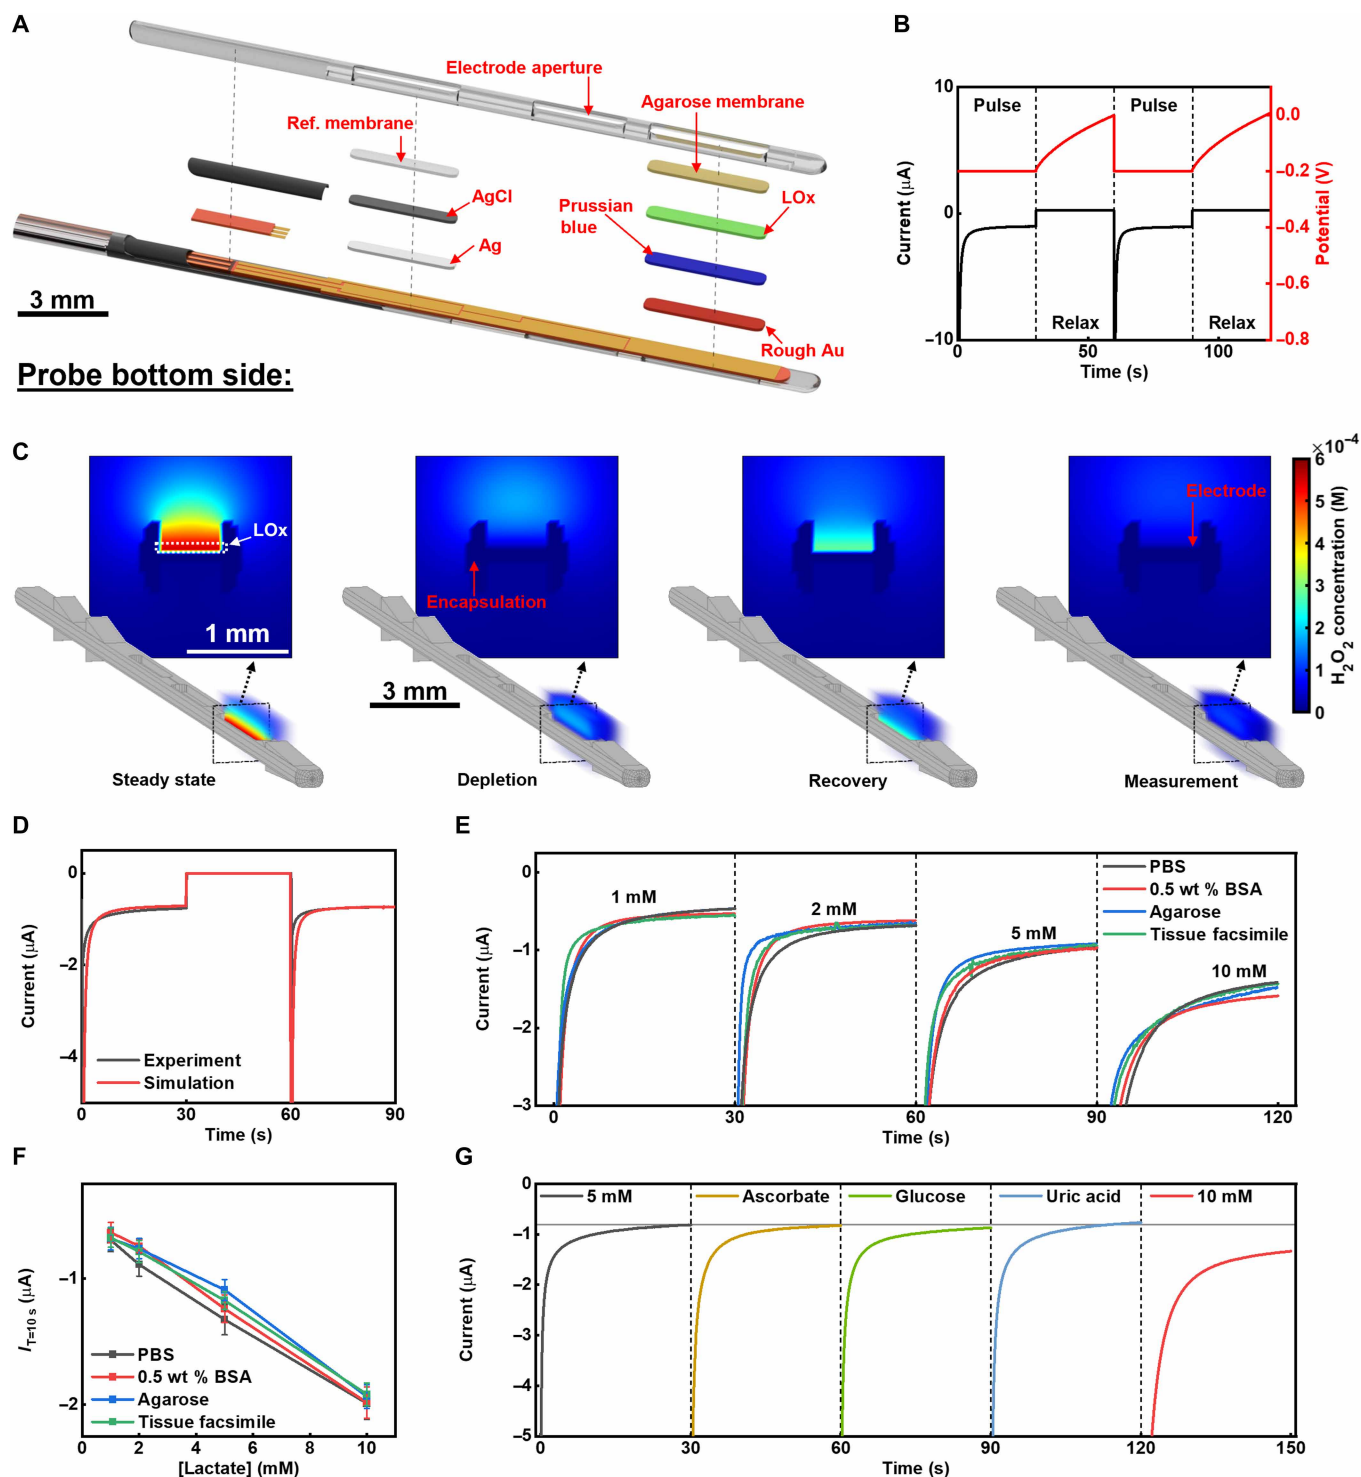 A
Electrode aperture
Agarose membrane
Ref. membrane
AgCl
LOx
Prussian
blue
Ag
3 mm
Rough Au
Probe bottom side:
B
10
0
−10
Current (μA)
Pulse
Pulse
Relax
Relax
0.0
−0.2
−0.4
−0.6
−0.8
Potential (V)
0
50
100
Time (s)
C
LOx
1 mm
Encapsulation
3 mm
Electrode
×10⁻⁴
6
5
4
3
2
1
0
H₂O₂ concentration (M)
Steady state
Depletion
Recovery
Measurement
D
0
−2
−4
Current (μA)
Experiment
Simulation
0
30
60
90
Time (s)
E
0
−1
−2
−3
Current (μA)
1 mM
2 mM
5 mM
10 mM
PBS
0.5 wt % BSA
Agarose
Tissue facsimile
0
30
60
90
120
Time (s)
F
−1
−2
I_T=10 s (μA)
PBS
0.5 wt % BSA
Agarose
Tissue facsimile
0
2
4
6
8
10
[Lactate] (mM)
G
0
−1
−2
−3
−4
−5
Current (μA)
5 mM
Ascorbate
Glucose
Uric acid
10 mM
0
30
60
90
120
150
Time (s)